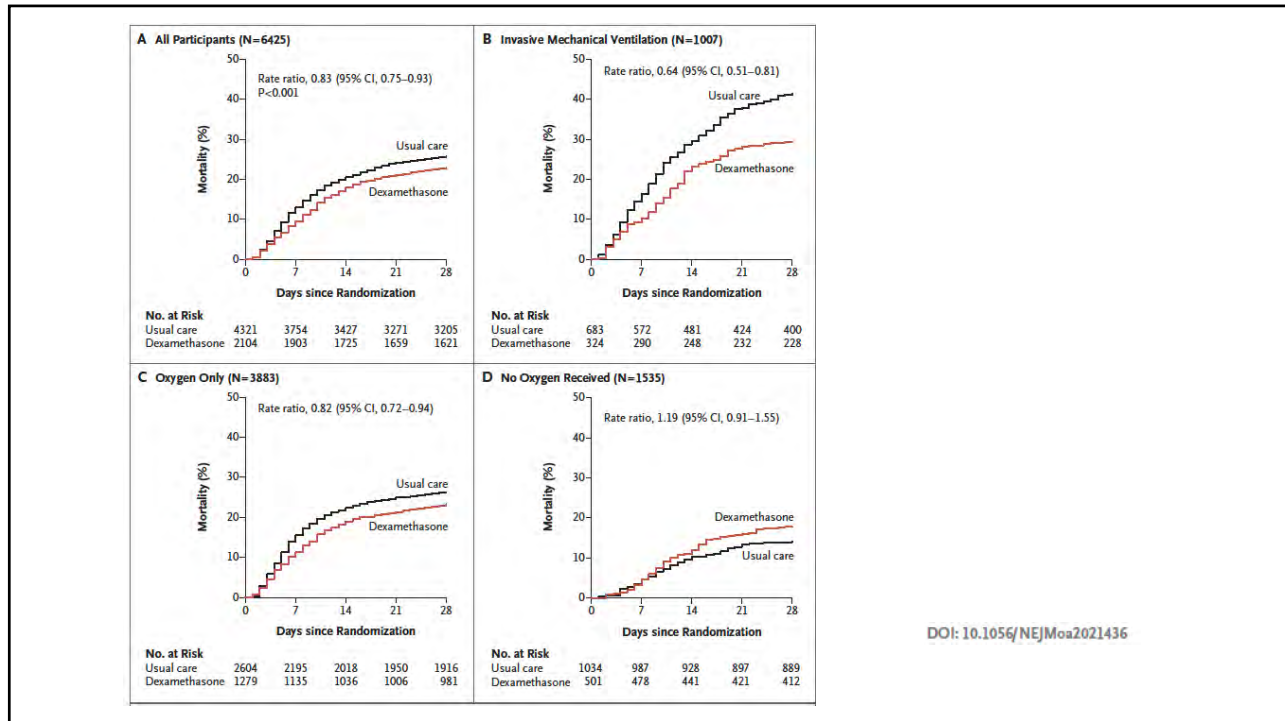 A All Participants (N=6425)
50
40
30
20
10
0
Mortality (%)
Rate ratio, 0.83 (95% CI, 0.75–0.93)
P<0.001
Usual care
Dexamethasone
0 7 14 21 28
Days since Randomization
No. at Risk
Usual care 4321 3754 3427 3271 3205
Dexamethasone 2104 1903 1725 1659 1621
B Invasive Mechanical Ventilation (N=1007)
50
40
30
20
10
0
Mortality (%)
Rate ratio, 0.64 (95% CI, 0.51–0.81)
Usual care
Dexamethasone
0 7 14 21 28
Days since Randomization
No. at Risk
Usual care 683 572 481 424 400
Dexamethasone 324 290 248 232 228
C Oxygen Only (N=3883)
50
40
30
20
10
0
Mortality (%)
Rate ratio, 0.82 (95% CI, 0.72–0.94)
Usual care
Dexamethasone
0 7 14 21 28
Days since Randomization
No. at Risk
Usual care 2604 2195 2018 1950 1916
Dexamethasone 1279 1135 1036 1006 981
D No Oxygen Received (N=1535)
50
40
30
20
10
0
Mortality (%)
Rate ratio, 1.19 (95% CI, 0.91–1.55)
Dexamethasone
Usual care
0 7 14 21 28
Days since Randomization
No. at Risk
Usual care 1034 987 928 897 889
Dexamethasone 501 478 441 421 412
DOI: 10.1056/NEJMoa2021436